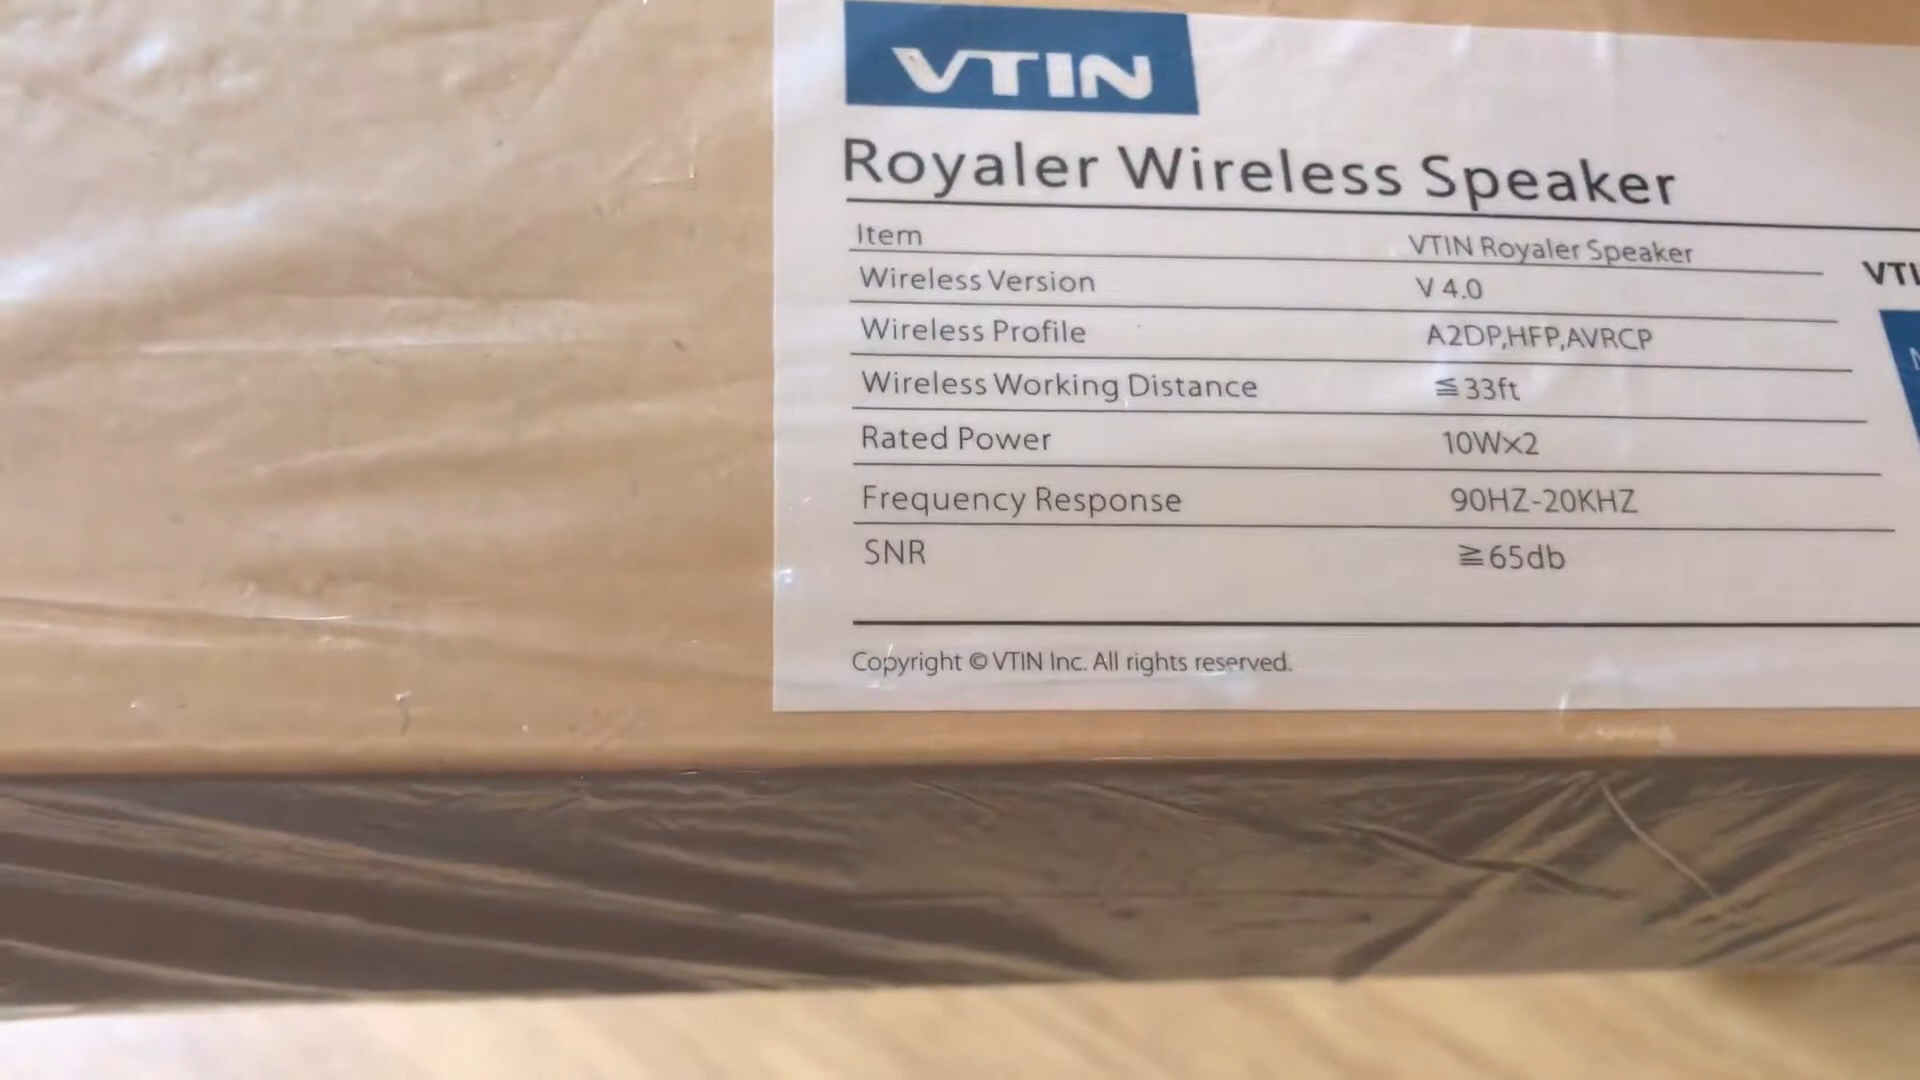 VTIN
Royaler Wireless Speaker
Item VTIN Royaler Speaker
Wireless Version V 4.0
Wireless Profile A2DP,HFP,AVRCP
Wireless Working Distance ≦33ft
Rated Power 10W×2
Frequency Response 90HZ-20KHZ
SNR ≧65db
Copyright © VTIN Inc. All rights reserved.